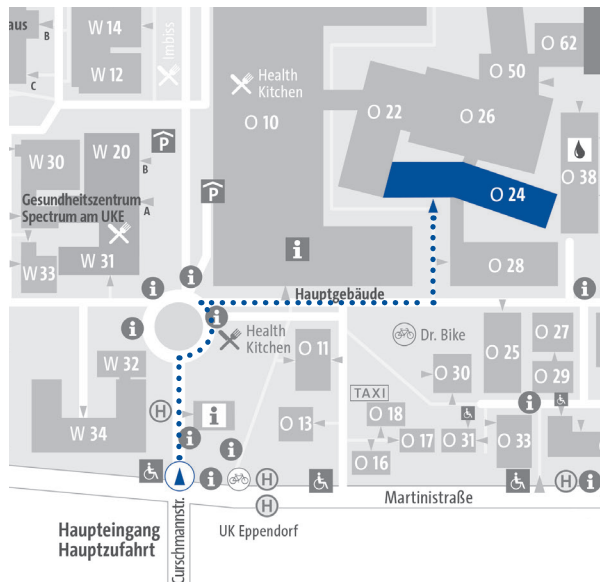 aus
B
C
W 14
W 12
Imbiss
Health
Kitchen
O 10
O 62
O 50
O 22
O 26
O 38
O 24
W 30
W 20
B
A
P
P
Gesundheitszentrum
Spectrum am UKE
W 33
W 31
i
O 28
i
i
i
Hauptgebäude
i
i
i
Health
Kitchen
Dr. Bike
O 11
O 25
O 27
O 29
W 32
O 30
TAXI
H
i
O 13
O 18
i
W 34
O 17
O 31
O 33
O 16
i
i
i
H
H
H
i
Martinistraße
Haupteingang
Hauptzufahrt
Curschmannstr.
UK Eppendorf